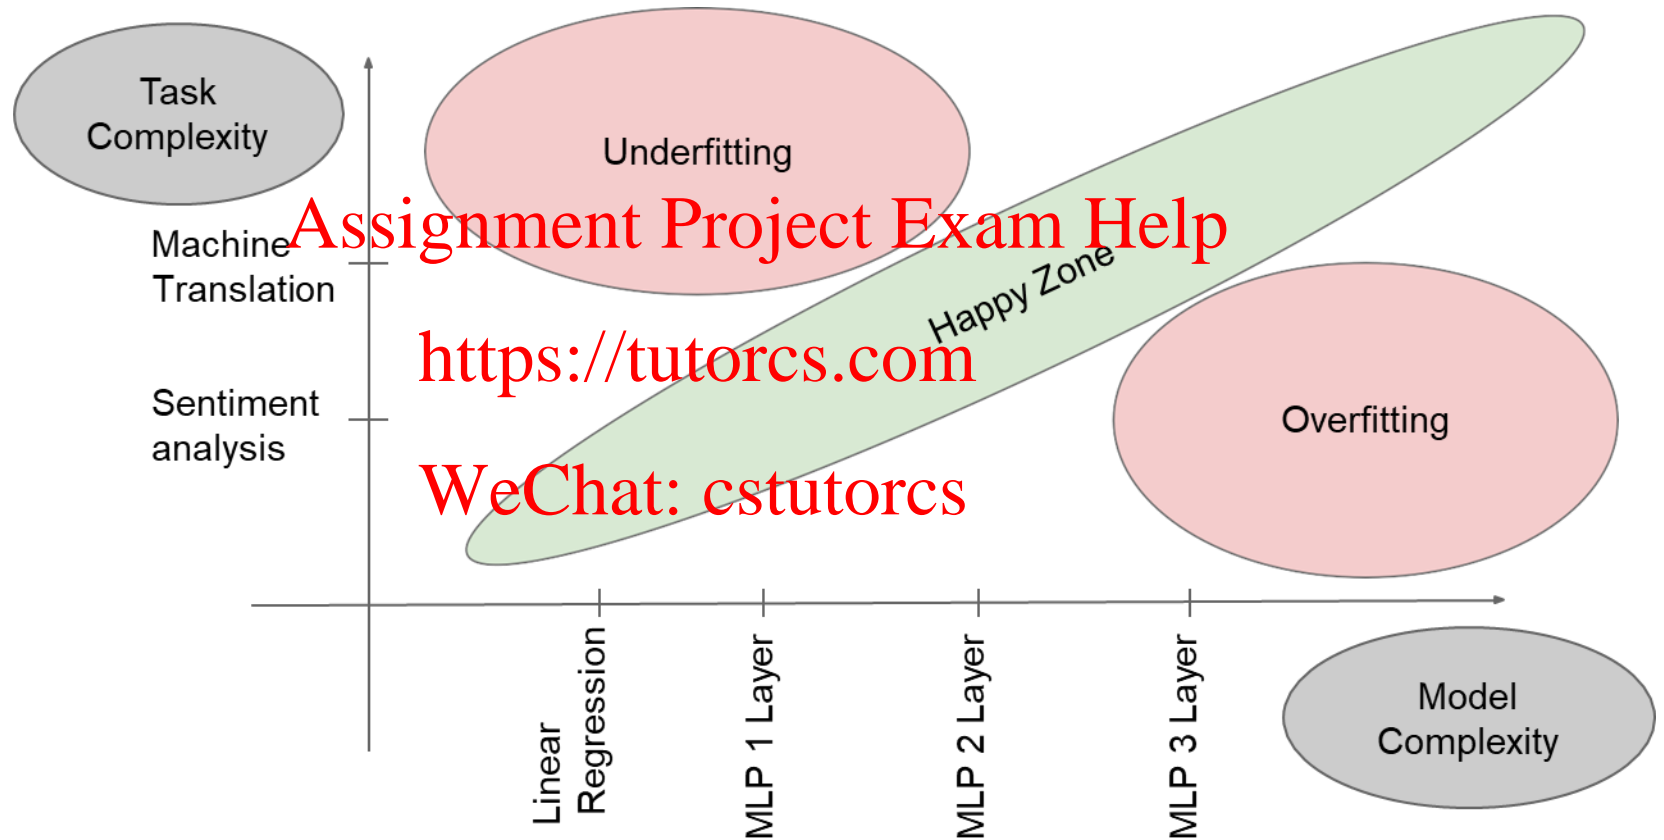 Task
Complexity
Underfitting
Assignment Project Exam Help
Machine
Translation
Happy Zone
https://tutorcs.com
Sentiment
analysis
Overfitting
WeChat: cstutorcs
Linear
Regression
MLP 1 Layer
MLP 2 Layer
MLP 3 Layer
Model
Complexity